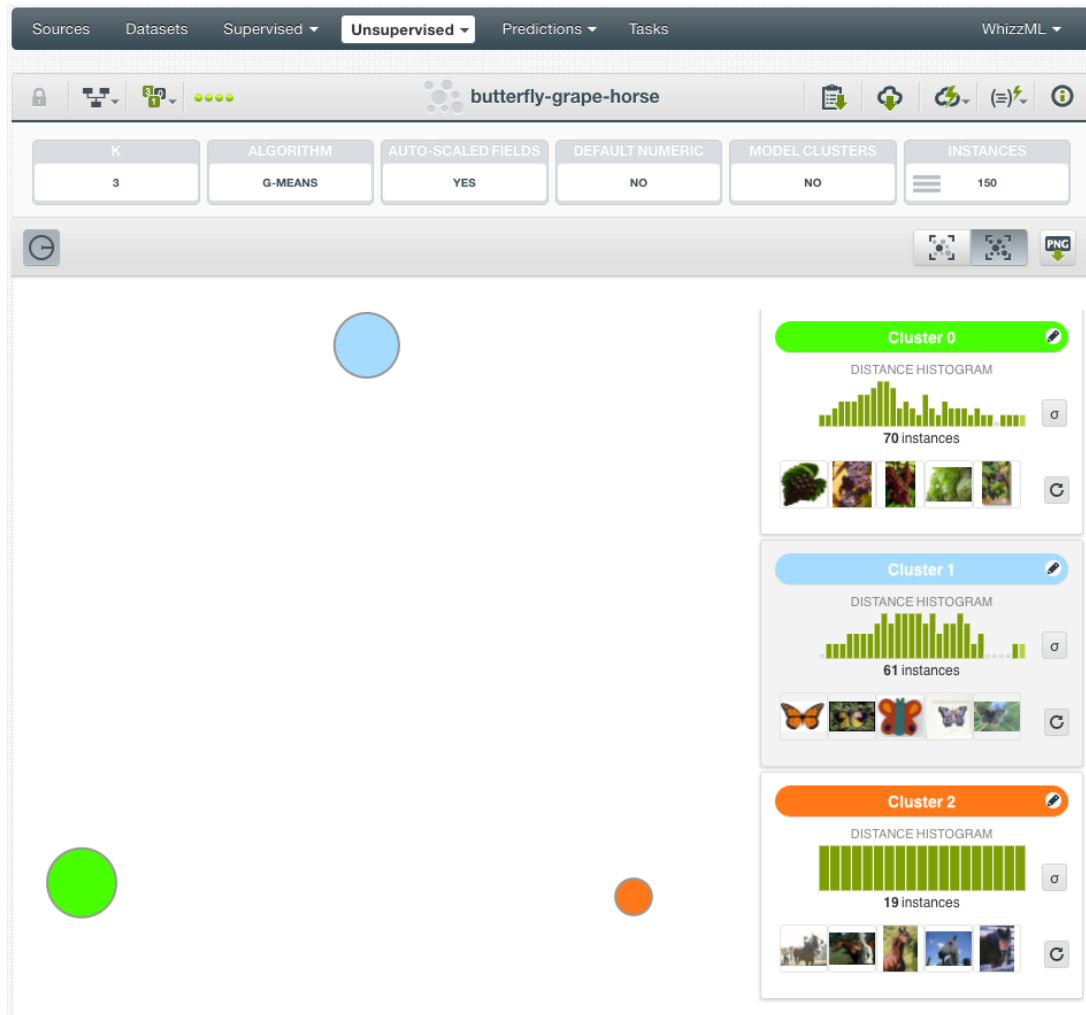 Sources Datasets Supervised Unsupervised Predictions Tasks WhizzML
butterfly-grape-horse
K ALGORITHM AUTO-SCALED FIELDS DEFAULT NUMERIC MODEL CLUSTERS INSTANCES
3 G-MEANS YES NO NO 150
PNG
Cluster 0
DISTANCE HISTOGRAM
σ
70 instances
Cluster 1
DISTANCE HISTOGRAM
σ
61 instances
Cluster 2
DISTANCE HISTOGRAM
σ
19 instances